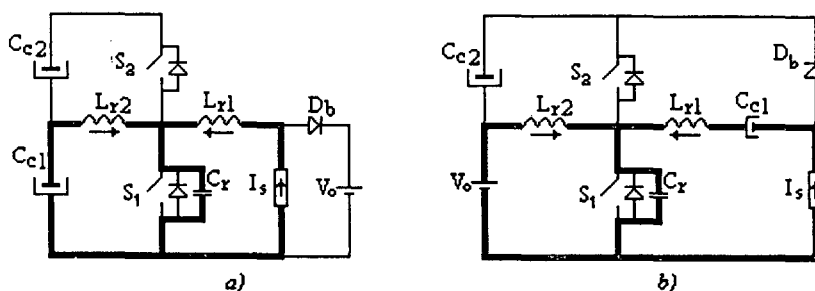 Cc2
S2
Lr2
Lr1
Db
Cc1
S1
Cr
Is
Vo
a)
Cc2
S2
Db
Lr2
Lr1
Cc1
Vo
S1
Cr
Is
b)